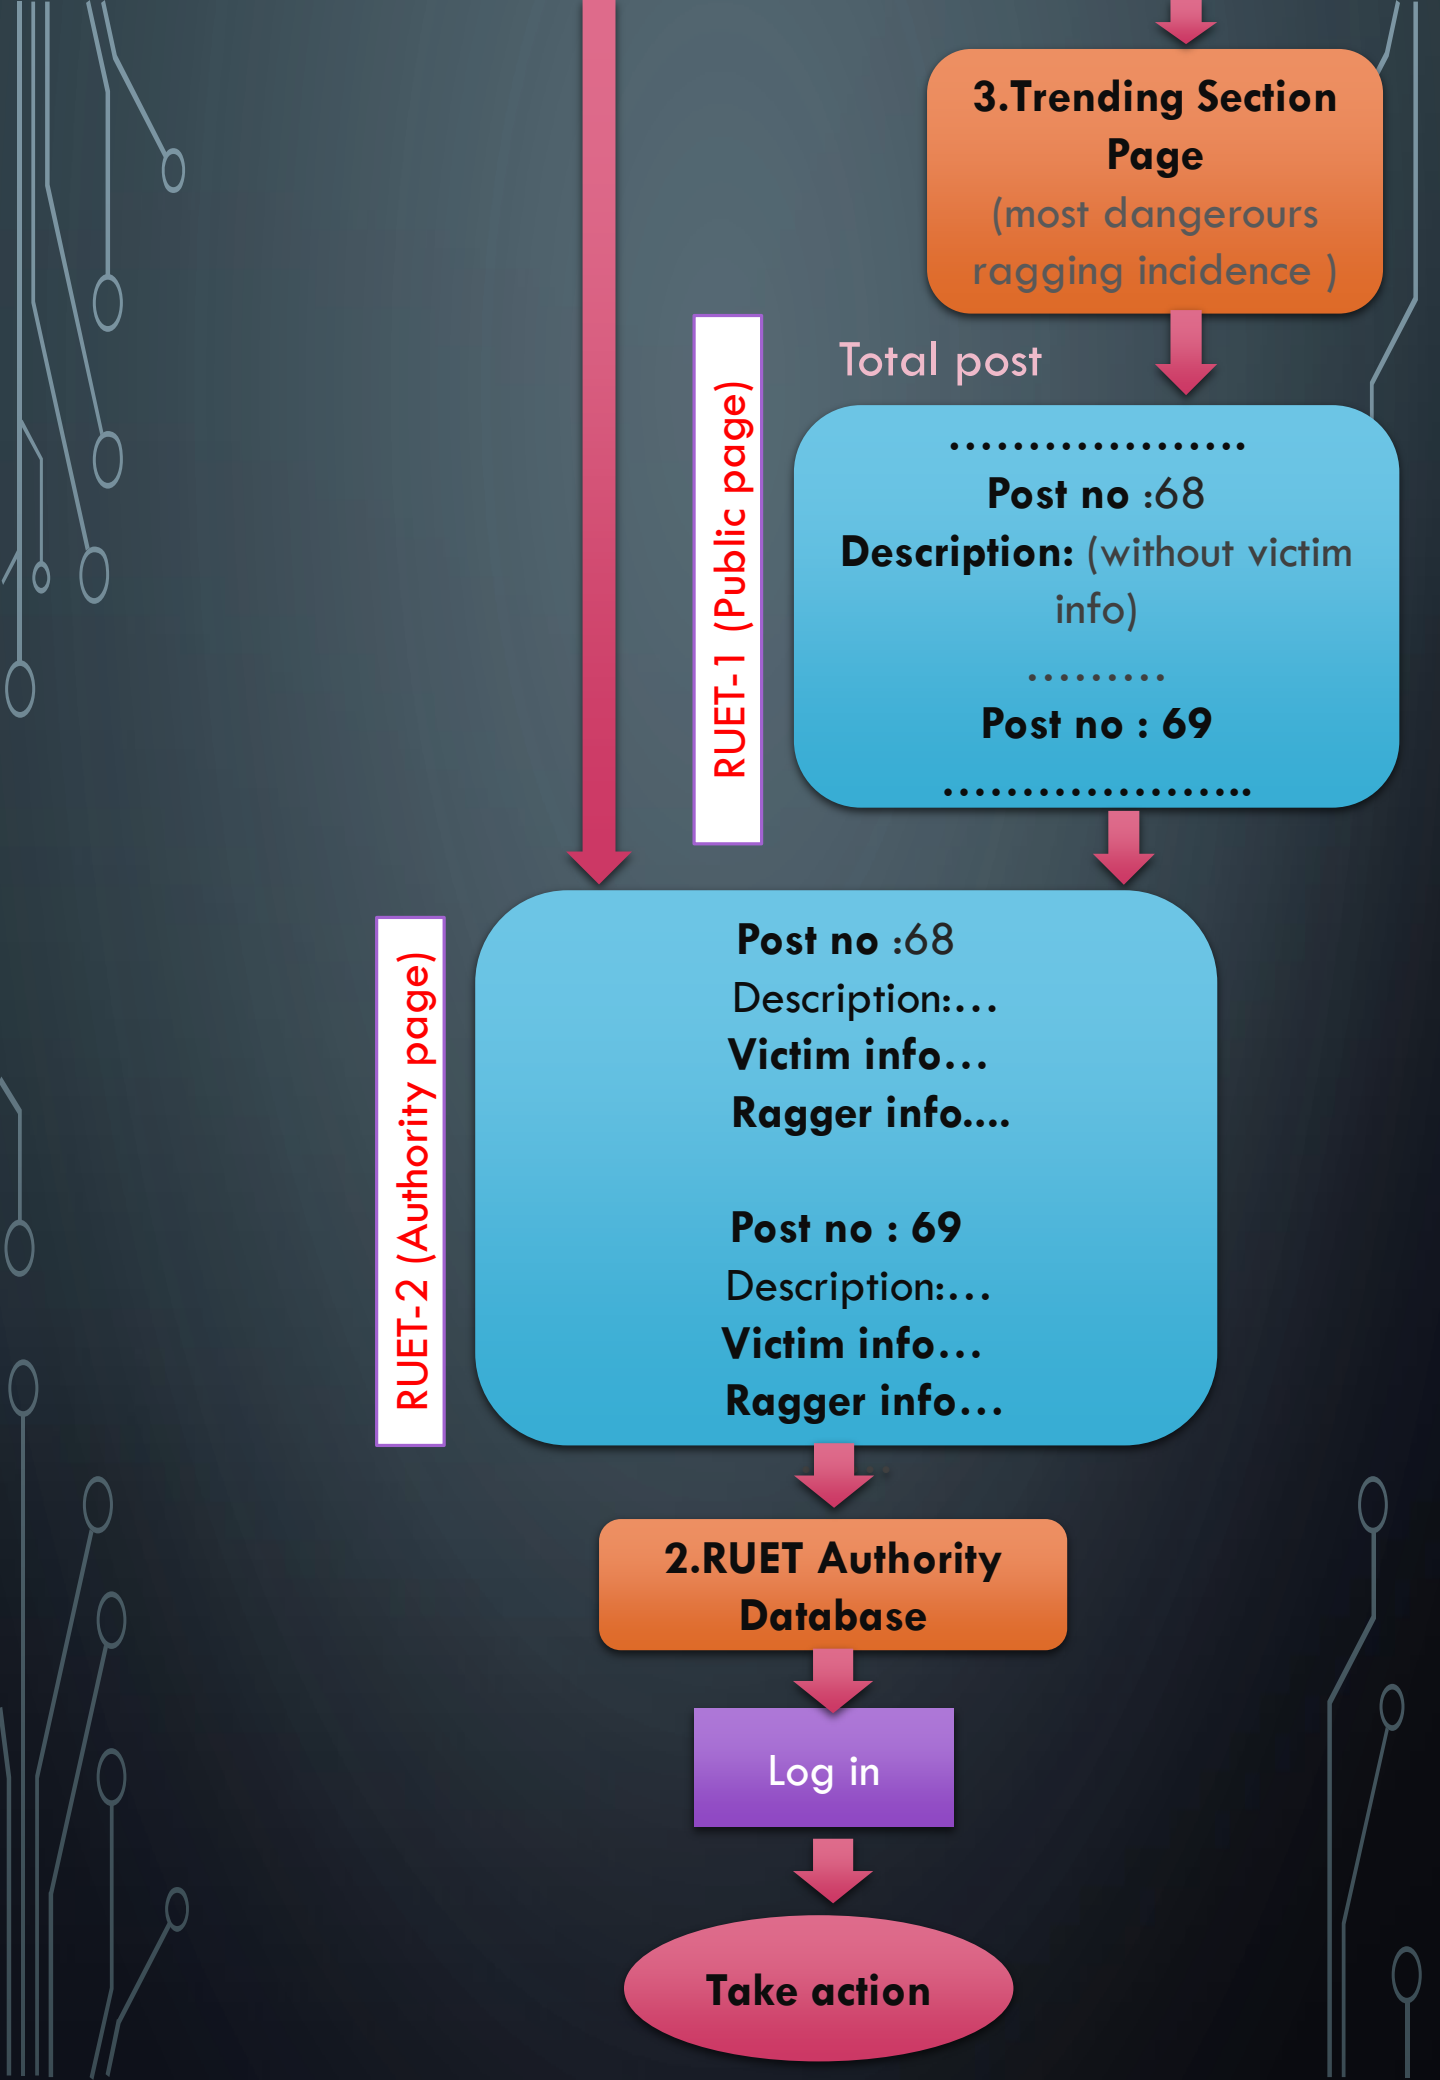 3.Trending Section
Page
(most dangerours
ragging incidence )
Total post
RUET-1 (Public page)
………………..
Post no :68
Description: (without victim
info)
………
Post no : 69
………………...
RUET-2 (Authority page)
Post no :68
Description:…
Victim info…
Ragger info....
Post no : 69
Description:…
Victim info…
Ragger info…
2.RUET Authority
Database
Log in
Take action